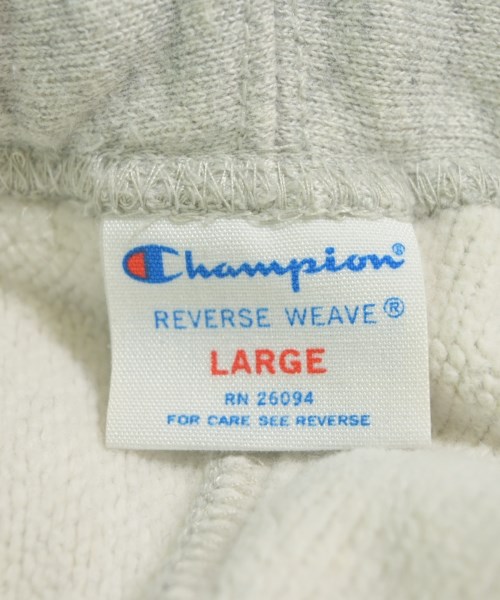 Champion®
REVERSE WEAVE®
LARGE
RN 26094
FOR CARE SEE REVERSE